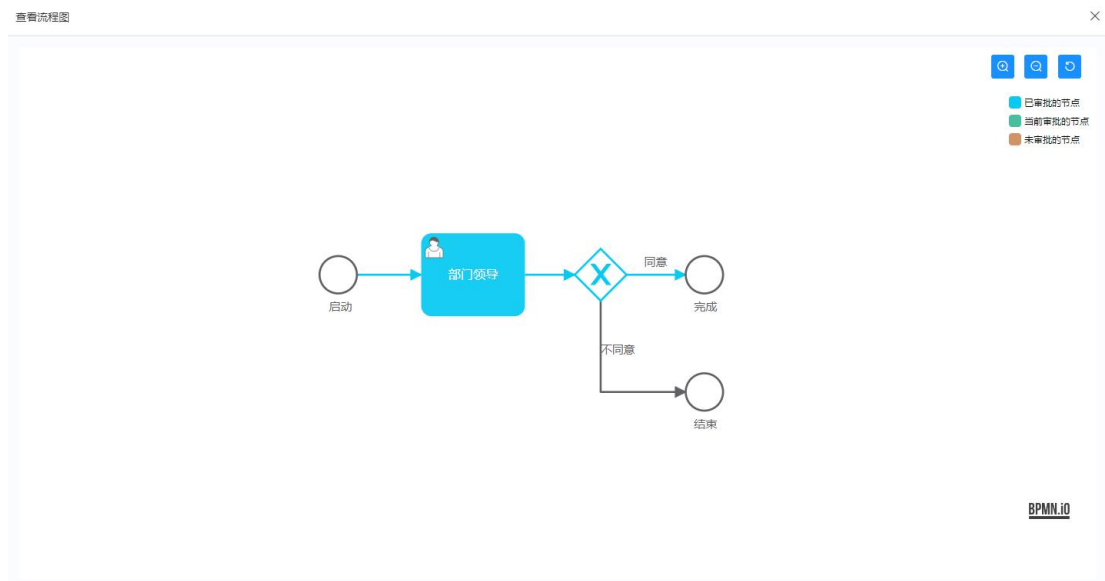 查看流程图
已审批的节点
当前审批的节点
未审批的节点
部门领导
同意
启动
完成
不同意
结束
BPMN.iO